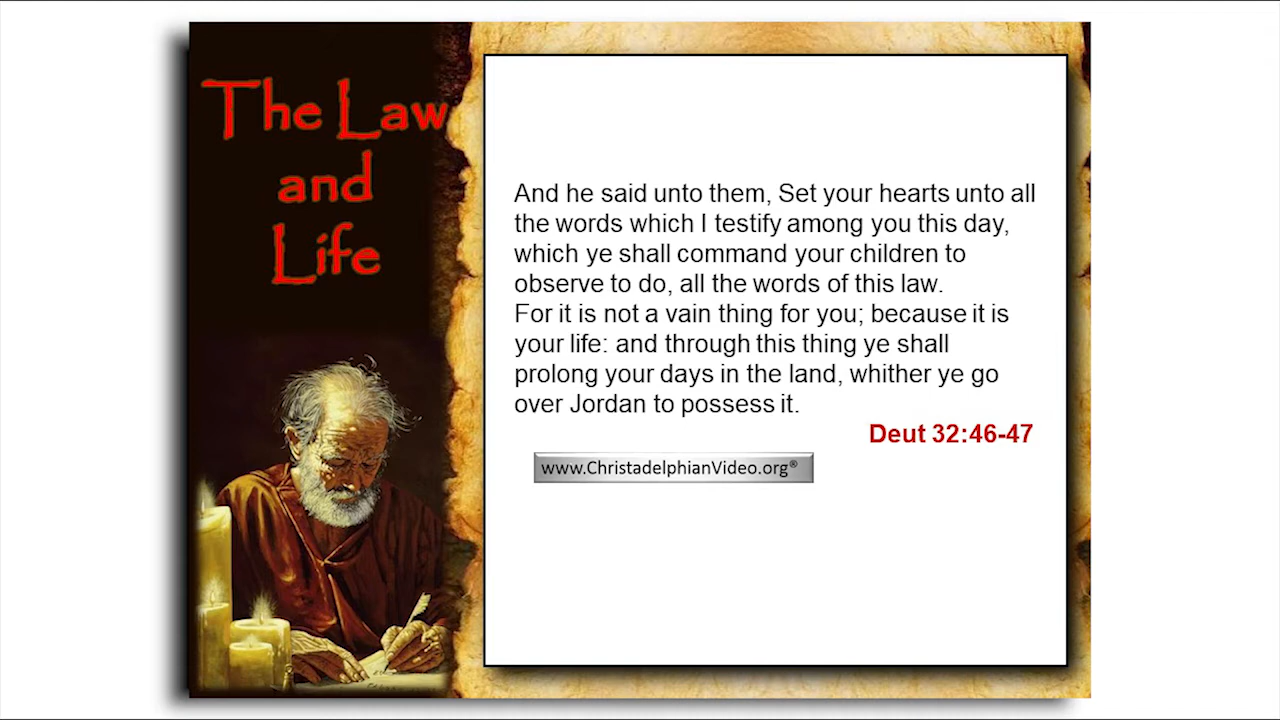 The Law
and
Life
And he said unto them, Set your hearts unto all
the words which I testify among you this day,
which ye shall command your children to
observe to do, all the words of this law.
For it is not a vain thing for you; because it is
your life: and through this thing ye shall
prolong your days in the land, whither ye go
over Jordan to possess it.
Deut 32:46-47
www.ChristadelphianVideo.org®